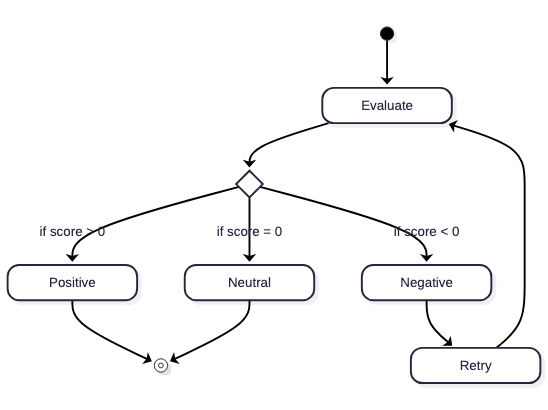 Evaluate
if score > 0
if score = 0
if score < 0
Positive
Neutral
Negative
Retry